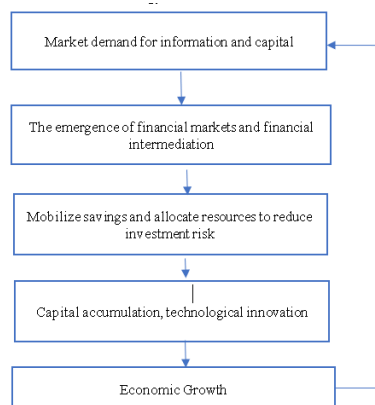 Market demand for information and capital
The emergence of financial markets and financial
intermediation
Mobilize savings and allocate resources to reduce
investment risk
Capital accumulation, technological innovation
Economic Growth